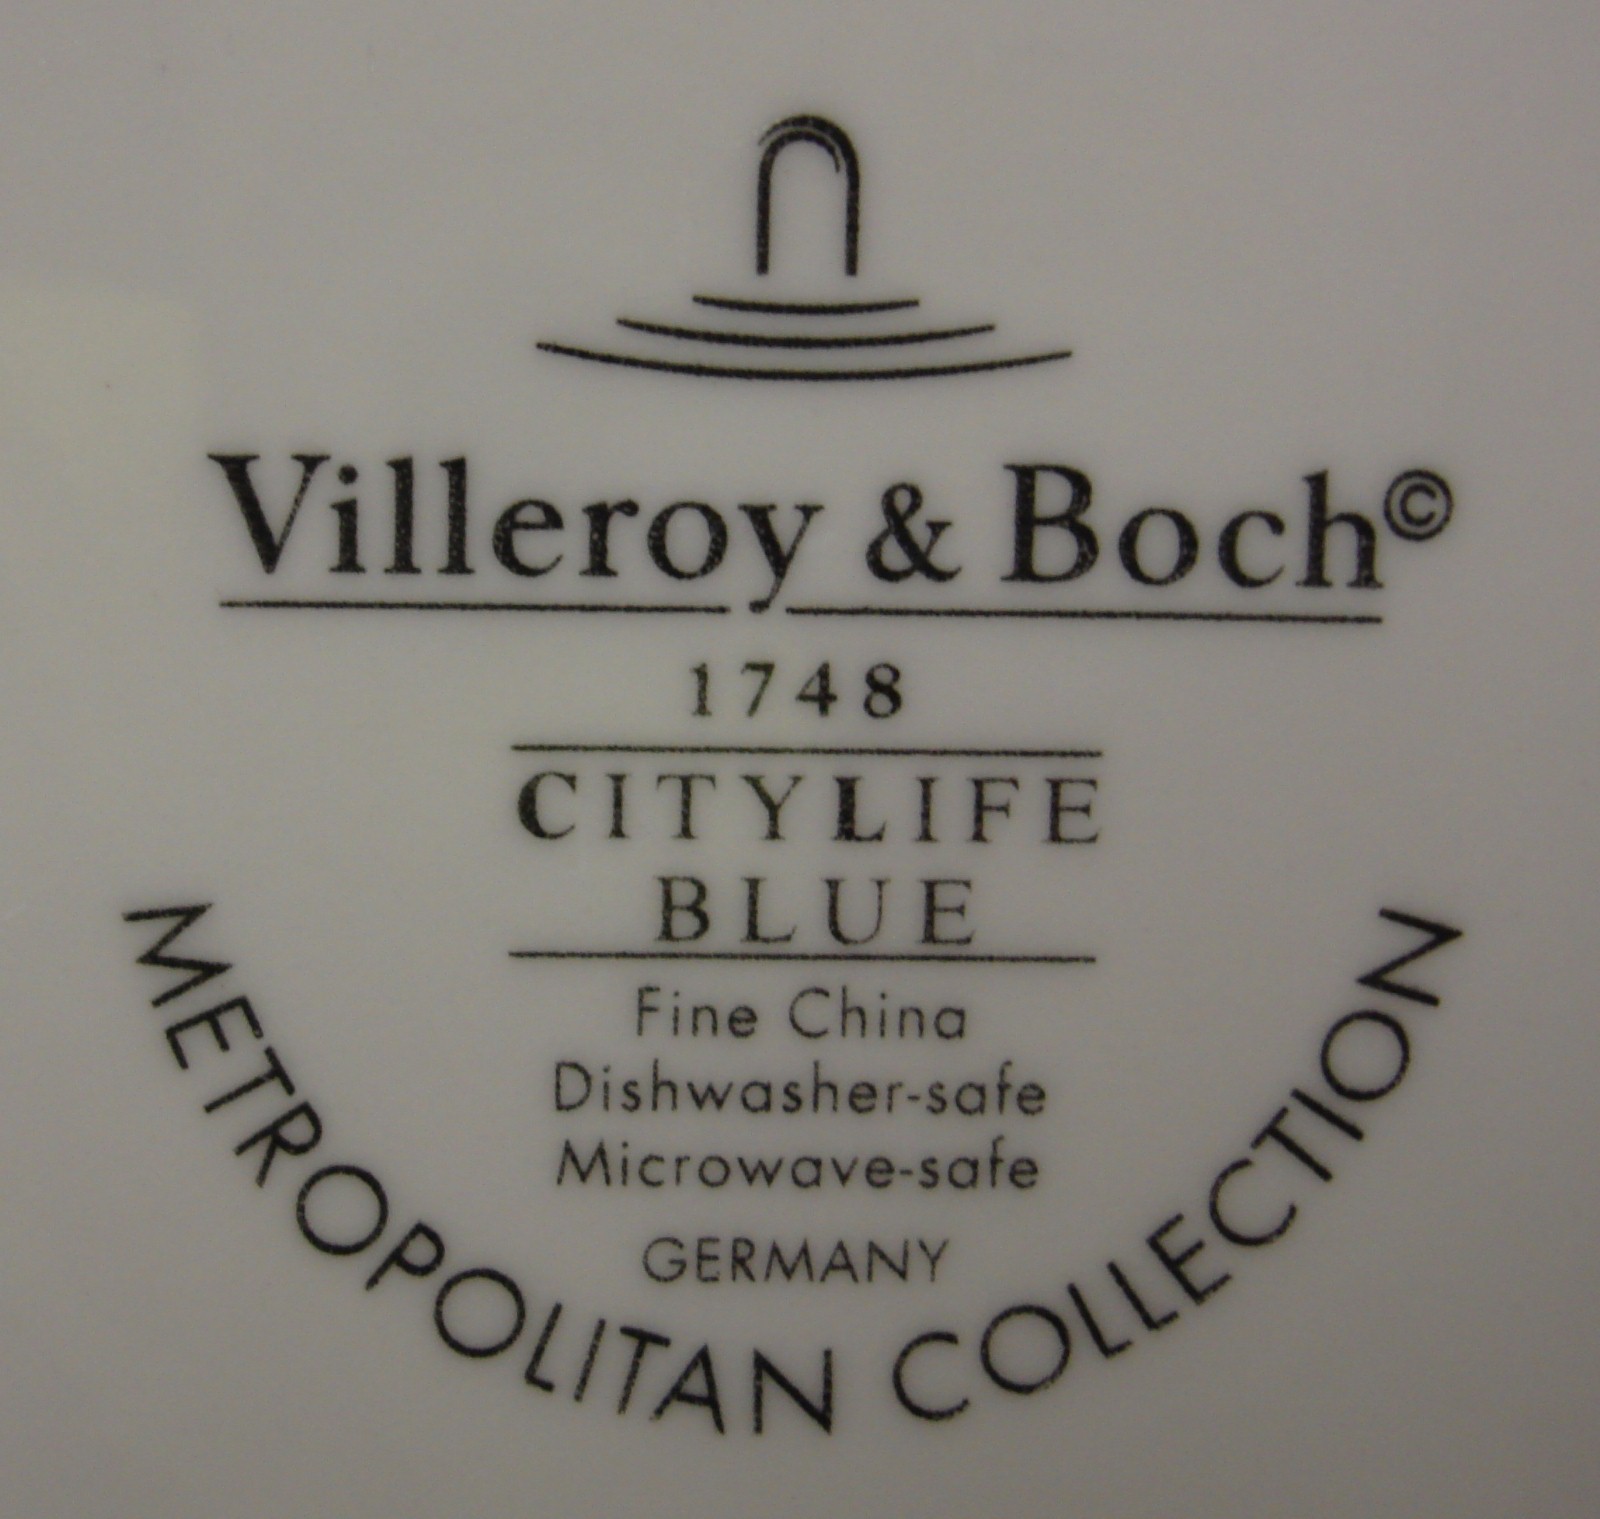 Villeroy & Boch©
1748
CITYLIFE
BLUE
Fine China
Dishwasher-safe
Microwave-safe
GERMANY
METROPOLITAN COLLECTION